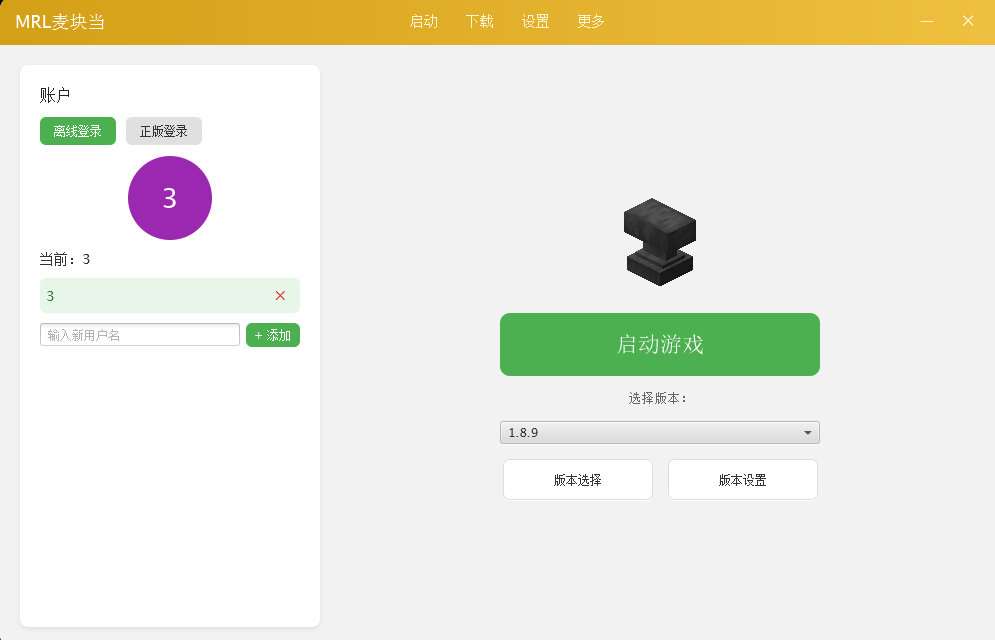 MRL麦块当
启动 下载 设置 更多
账户
离线登录 正版登录
3
当前：3
3
输入新用户名 + 添加
启动游戏
选择版本：
1.8.9
版本选择 版本设置